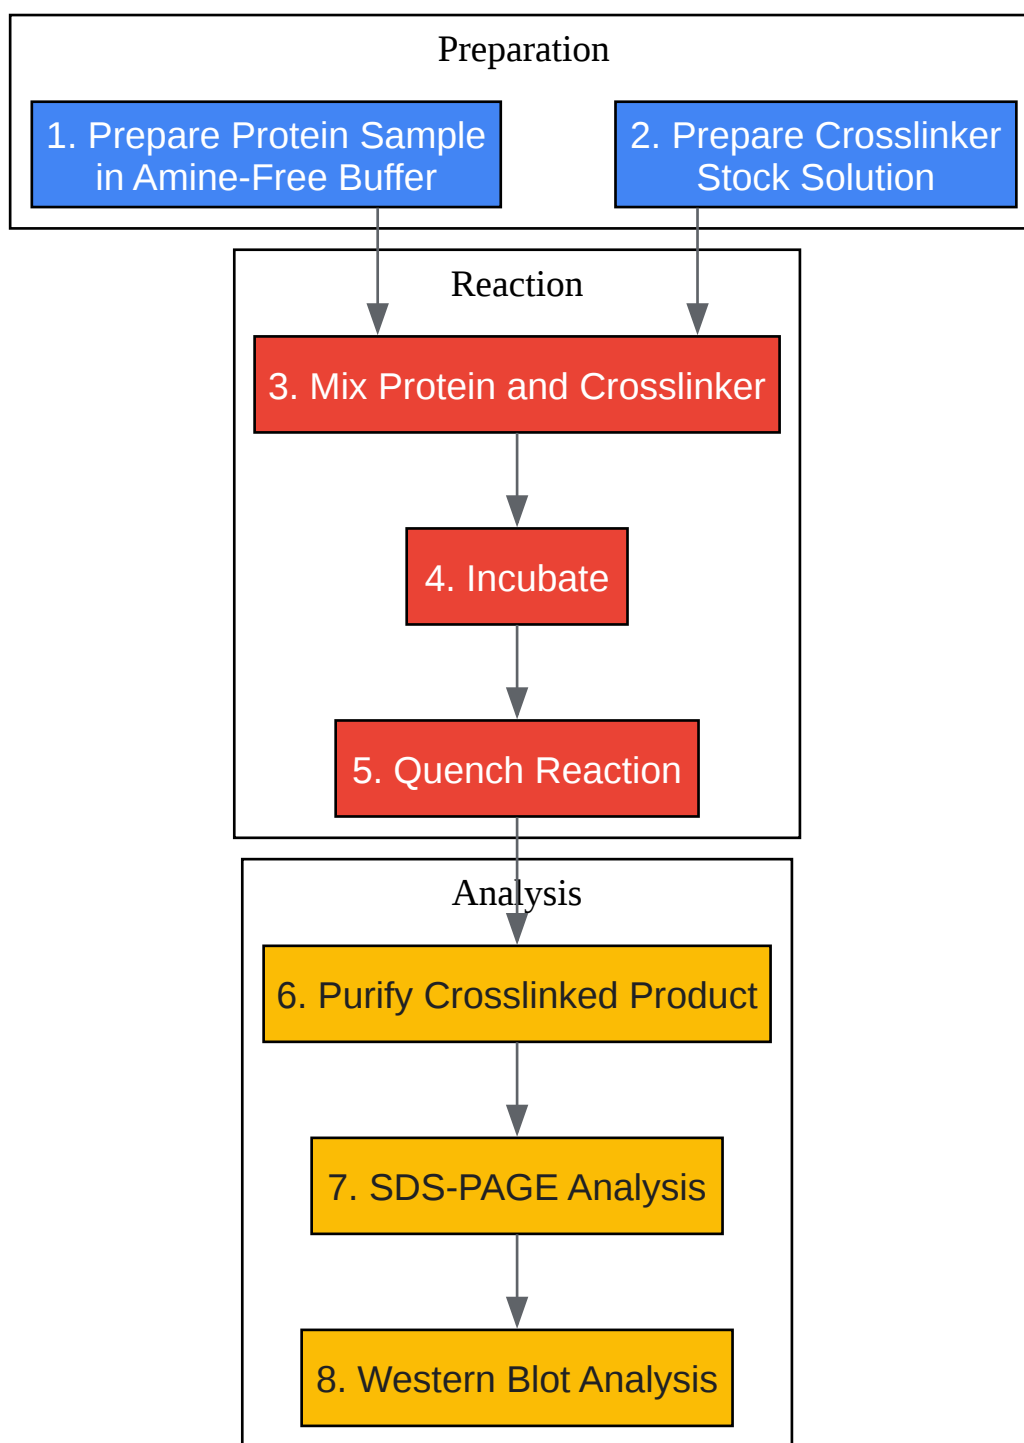 Preparation
1. Prepare Protein Sample
in Amine-Free Buffer
2. Prepare Crosslinker
Stock Solution
Reaction
3. Mix Protein and Crosslinker
4. Incubate
5. Quench Reaction
Analysis
6. Purify Crosslinked Product
7. SDS-PAGE Analysis
8. Western Blot Analysis